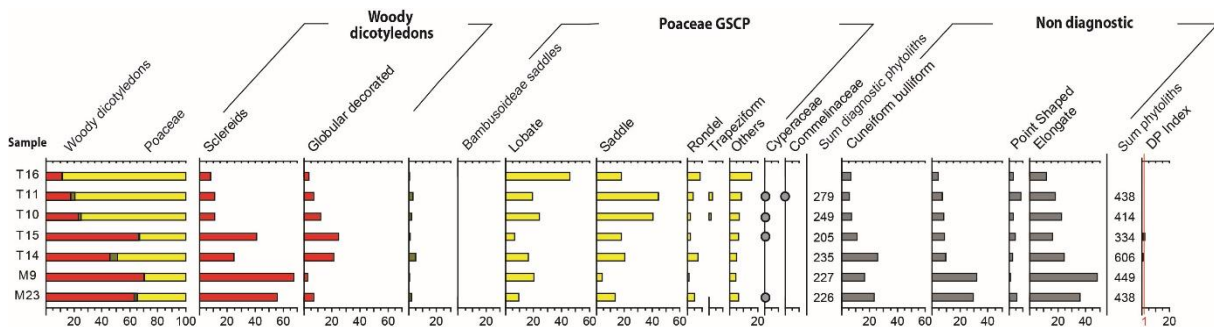 Woody
dicotyledons
Poaceae GSCP
Non diagnostic
Woody dicotyledons
Poaceae
Sclereids
Globular decorated
Bambusoideae saddles
Lobate
Saddle
Rondel
Trapeziform
Others
Cyperaceae
Commelinaceae
Sum diagnostic phytoliths
Cuneiform bulliform
Point Shaped
Elongate
Sum phytoliths
DP Index
Sample
T16
T11 279 438
T10 249 414
T15 205 334
T14 235 606
M9 227 449
M23 226 438
0 20 40 60 80 100 20 40 60 20 40 60 20 20 20 40 60 20 40 60 20 20 40 60 20 40 60 20 40 60 1 20